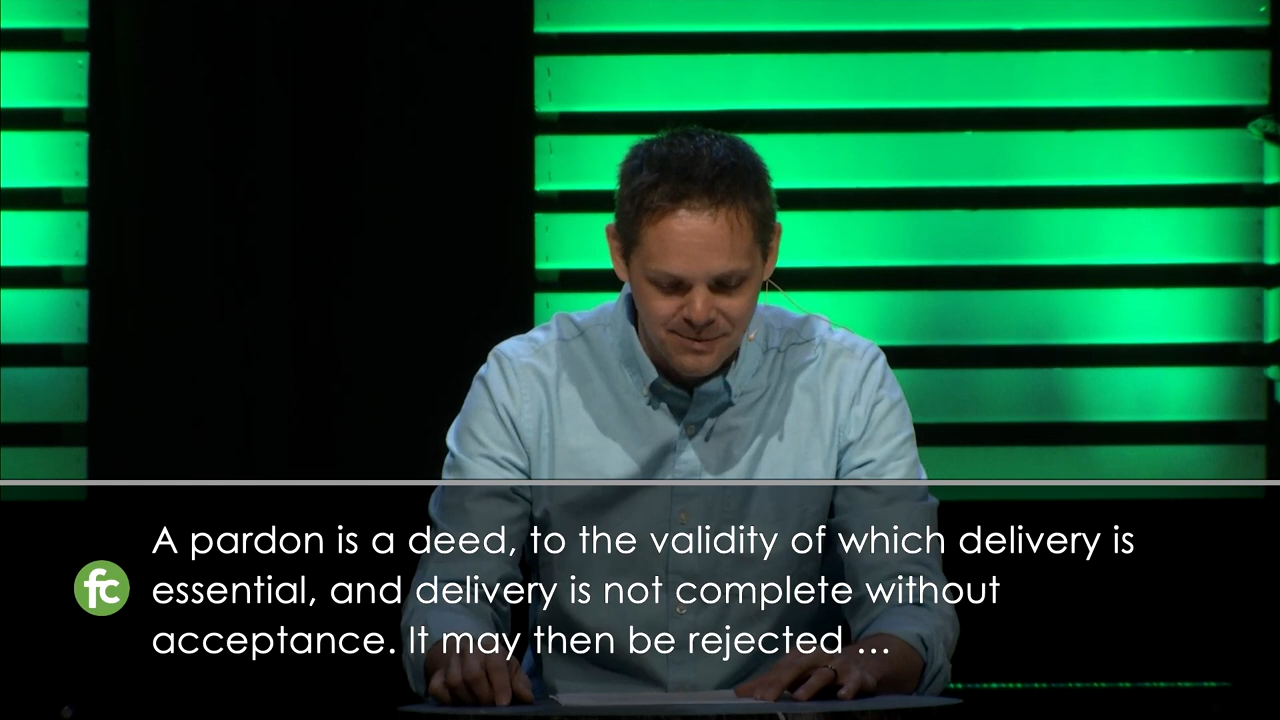 A pardon is a deed, to the validity of which delivery is
fc essential, and delivery is not complete without
acceptance. It may then be rejected ...